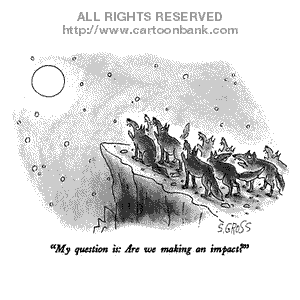 ALL RIGHTS RESERVED
http://www.cartoonbank.com
S.GROSS
“My question is: Are we making an impact?”